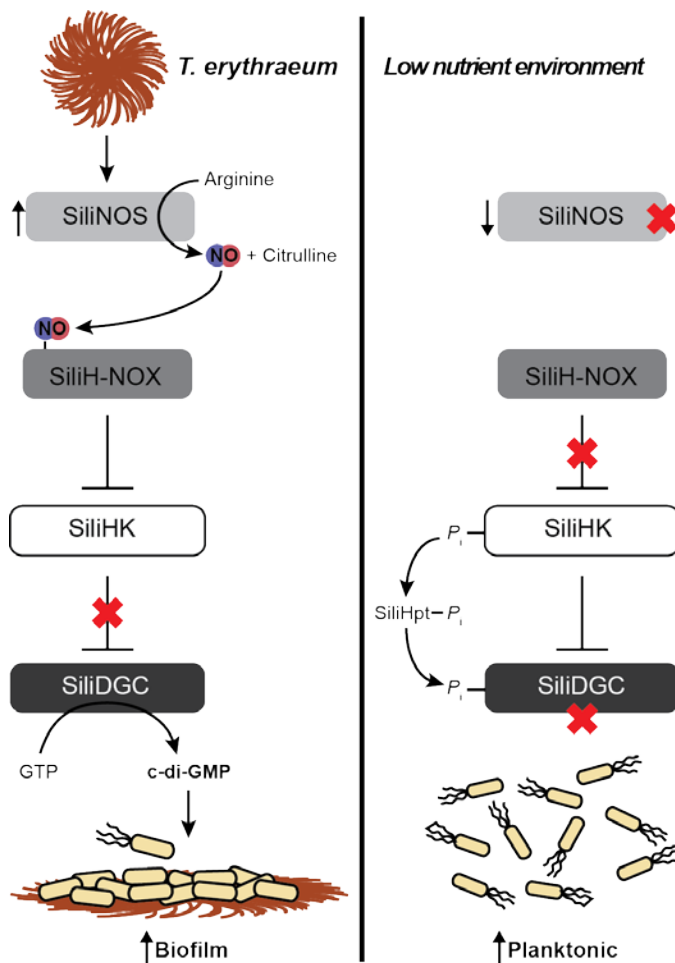 T. erythraeum
SiliNOS
Arginine
NO + Citrulline
NO
SiliH-NOX
SiliHK
SiliDGC
GTP
c-di-GMP
Biofilm
Low nutrient environment
SiliNOS
SiliH-NOX
Pi
SiliHK
SiliHpt–Pi
Pi
SiliDGC
Planktonic